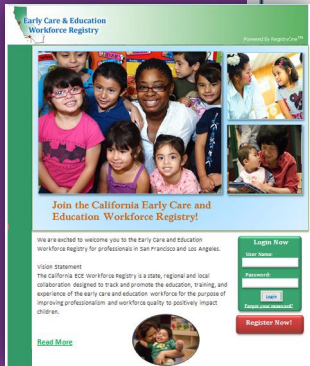 Early Care & Education
Workforce Registry
Powered By RegistryOne™
Join the California Early Care and
Education Workforce Registry!
We are excited to welcome you to the Early Care and Education
Workforce Registry for professionals in San Francisco and Los Angeles.
Vision Statement
The California ECE Workforce Registry is a state, regional and local
collaboration designed to track and promote the education, training, and
experience of the early care and education workforce for the purpose of
improving professionalism and workforce quality to positively impact
children.
Read More
Login Now
User Name:
Password:
Login
Forgot your password?
Register Now!